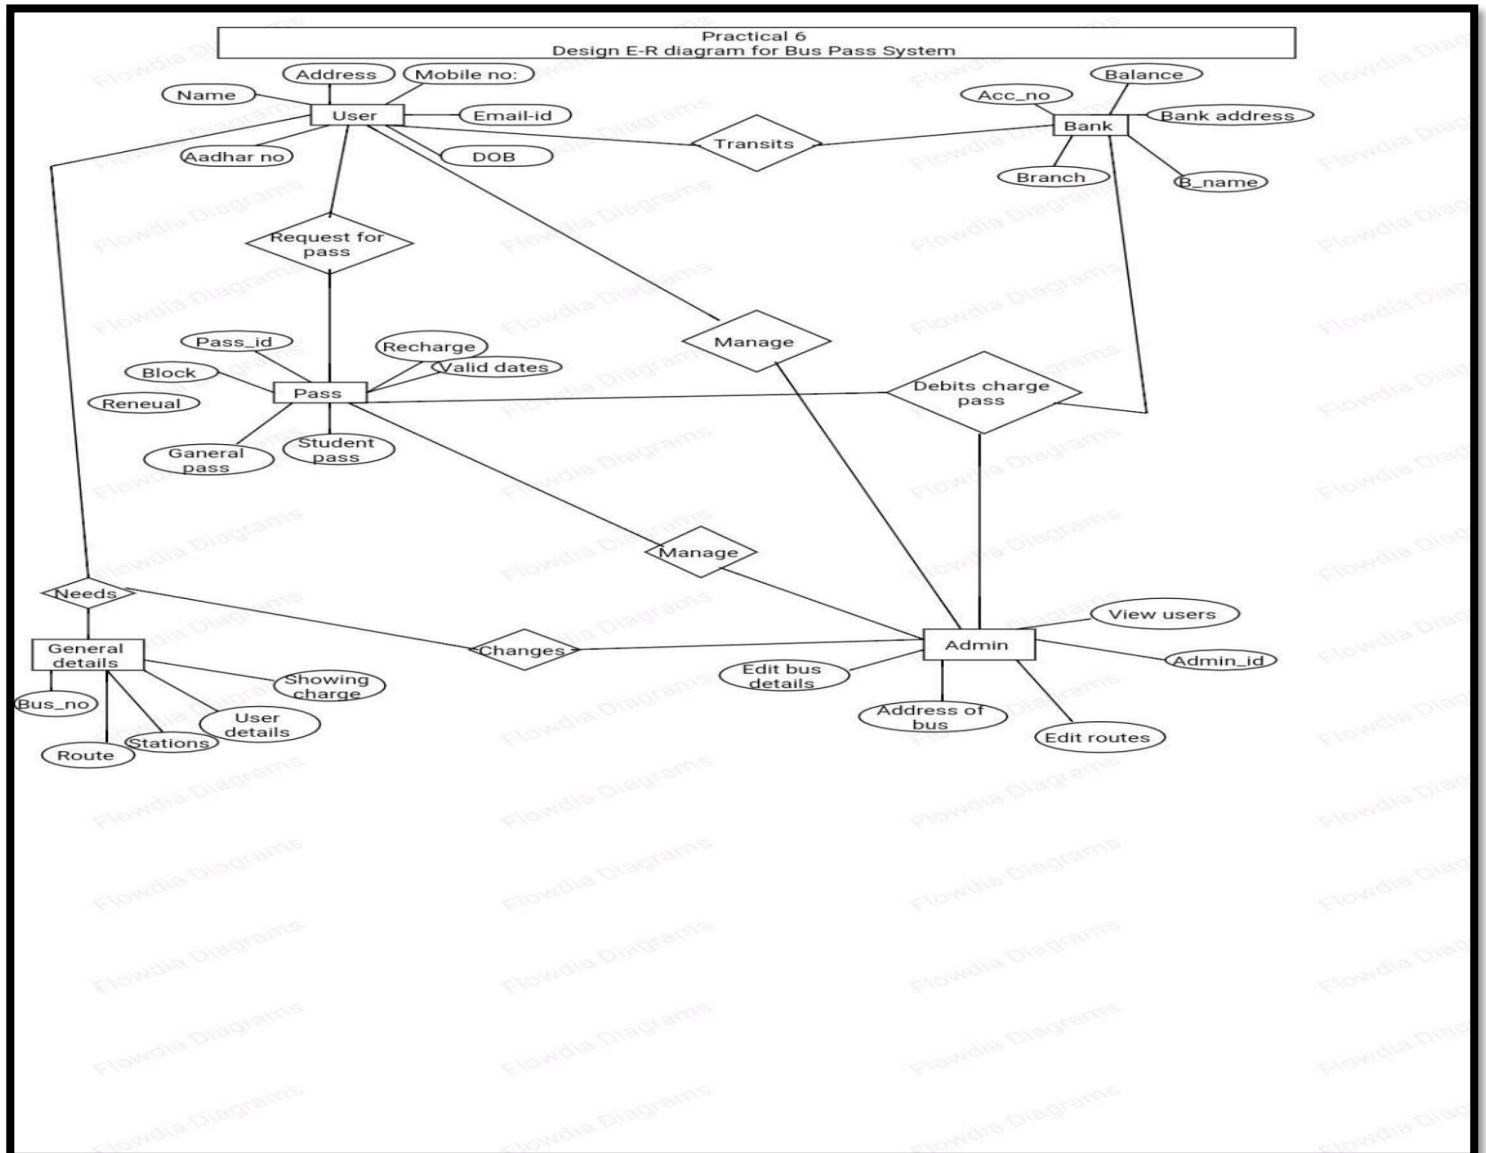 Practical 6
Design E-R diagram for Bus Pass System
Address
Mobile no:
Name
User
Email-id
Aadhar no
DOB
Transits
Balance
Acc_no
Bank address
Bank
Branch
B_name
Request for
pass
Manage
Pass_id
Recharge
Valid dates
Block
Pass
Reneual
Ganeral
pass
Student
pass
Debits charge
pass
Manage
Needs
Changes
General
details
Showing
charge
Bus_no
User
details
Stations
Route
Admin
View users
Admin_id
Edit bus
details
Address of
bus
Edit routes
Flowdia Diagrams